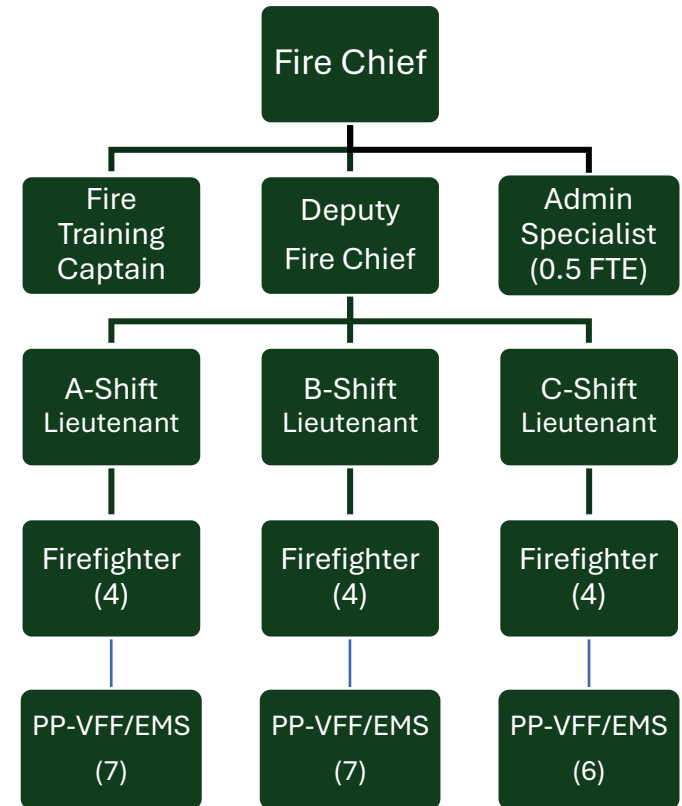 Fire Chief
Fire
Training
Captain
Deputy
Fire Chief
Admin
Specialist
(0.5 FTE)
A-Shift
Lieutenant
B-Shift
Lieutenant
C-Shift
Lieutenant
Firefighter
(4)
Firefighter
(4)
Firefighter
(4)
PP-VFF/EMS
(7)
PP-VFF/EMS
(7)
PP-VFF/EMS
(6)